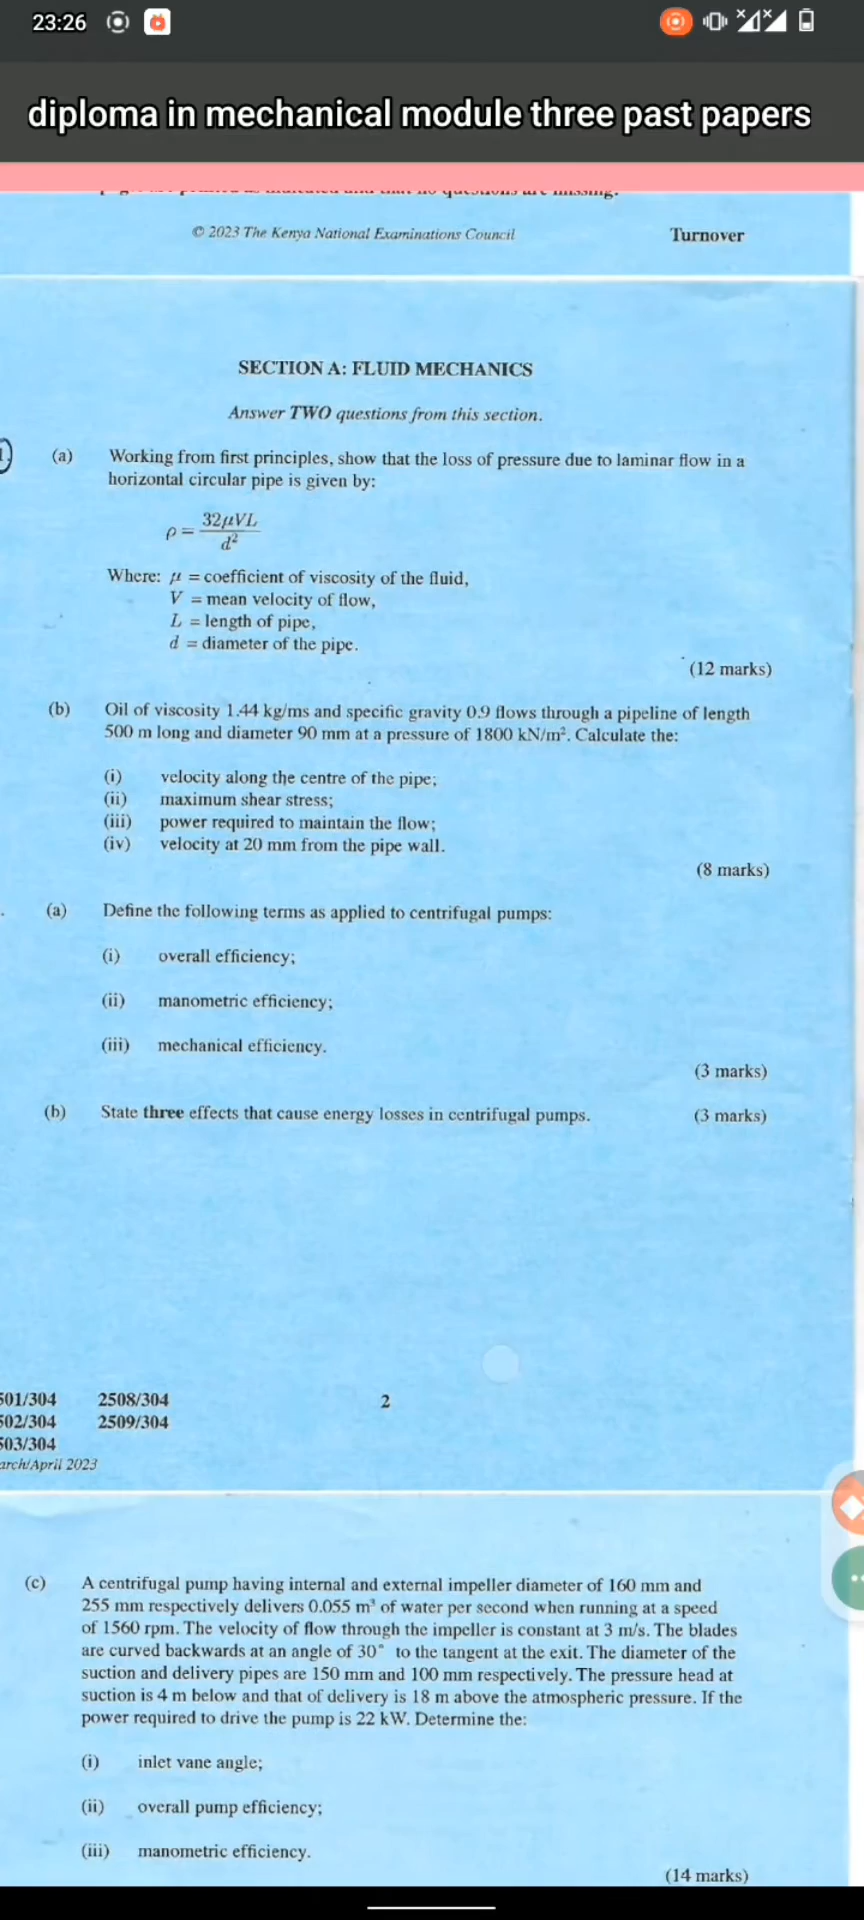 23:26
diploma in mechanical module three past papers
© 2023 The Kenya National Examinations Council
Turnover
SECTION A: FLUID MECHANICS
Answer TWO questions from this section.
(a) Working from first principles, show that the loss of pressure due to laminar flow in a
horizontal circular pipe is given by:
ρ = 32μVL / d²
Where: μ = coefficient of viscosity of the fluid,
V = mean velocity of flow,
L = length of pipe,
d = diameter of the pipe.
(12 marks)
(b) Oil of viscosity 1.44 kg/ms and specific gravity 0.9 flows through a pipeline of length
500 m long and diameter 90 mm at a pressure of 1800 kN/m². Calculate the:
(i) velocity along the centre of the pipe;
(ii) maximum shear stress;
(iii) power required to maintain the flow;
(iv) velocity at 20 mm from the pipe wall.
(8 marks)
(a) Define the following terms as applied to centrifugal pumps:
(i) overall efficiency;
(ii) manometric efficiency;
(iii) mechanical efficiency.
(3 marks)
(b) State three effects that cause energy losses in centrifugal pumps. (3 marks)
501/304 2508/304
502/304 2509/304
503/304
2
arch/April 2023
(c) A centrifugal pump having internal and external impeller diameter of 160 mm and
255 mm respectively delivers 0.055 m³ of water per second when running at a speed
of 1560 rpm. The velocity of flow through the impeller is constant at 3 m/s. The blades
are curved backwards at an angle of 30° to the tangent at the exit. The diameter of the
suction and delivery pipes are 150 mm and 100 mm respectively. The pressure head at
suction is 4 m below and that of delivery is 18 m above the atmospheric pressure. If the
power required to drive the pump is 22 kW. Determine the:
(i) inlet vane angle;
(ii) overall pump efficiency;
(iii) manometric efficiency.
(14 marks)